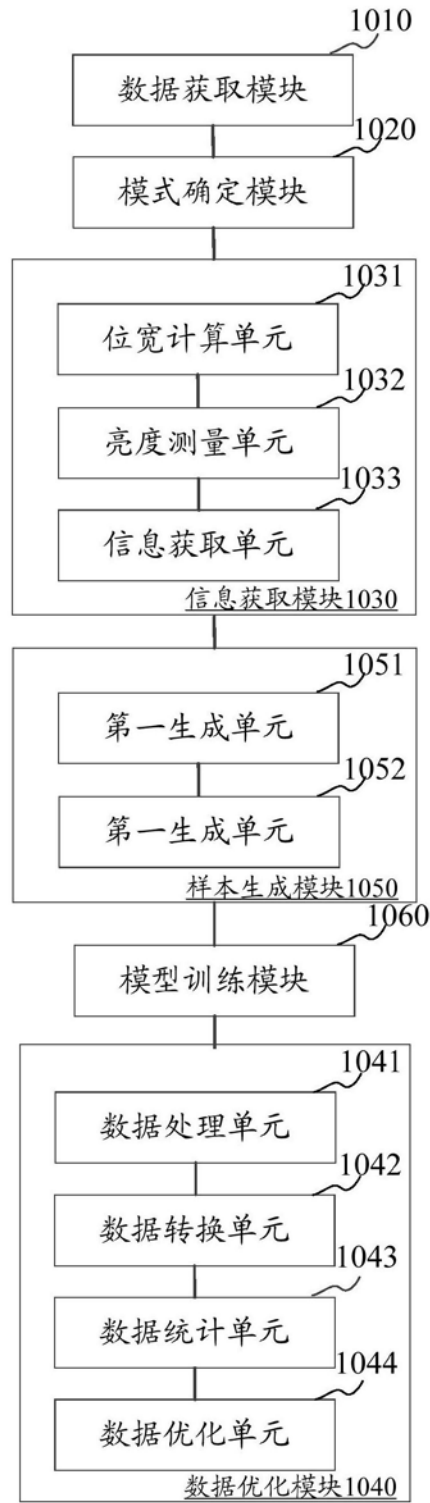 1010
数据获取模块
1020
模式确定模块
1031
位宽计算单元
1032
亮度测量单元
1033
信息获取单元
信息获取模块1030
1051
第一生成单元
1052
第一生成单元
样本生成模块1050
1060
模型训练模块
1041
数据处理单元
1042
数据转换单元
1043
数据统计单元
1044
数据优化单元
数据优化模块1040